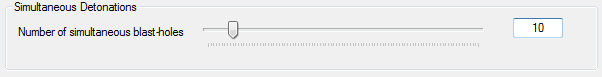 Simultaneous Detonations
Number of simultaneous blast-holes 10